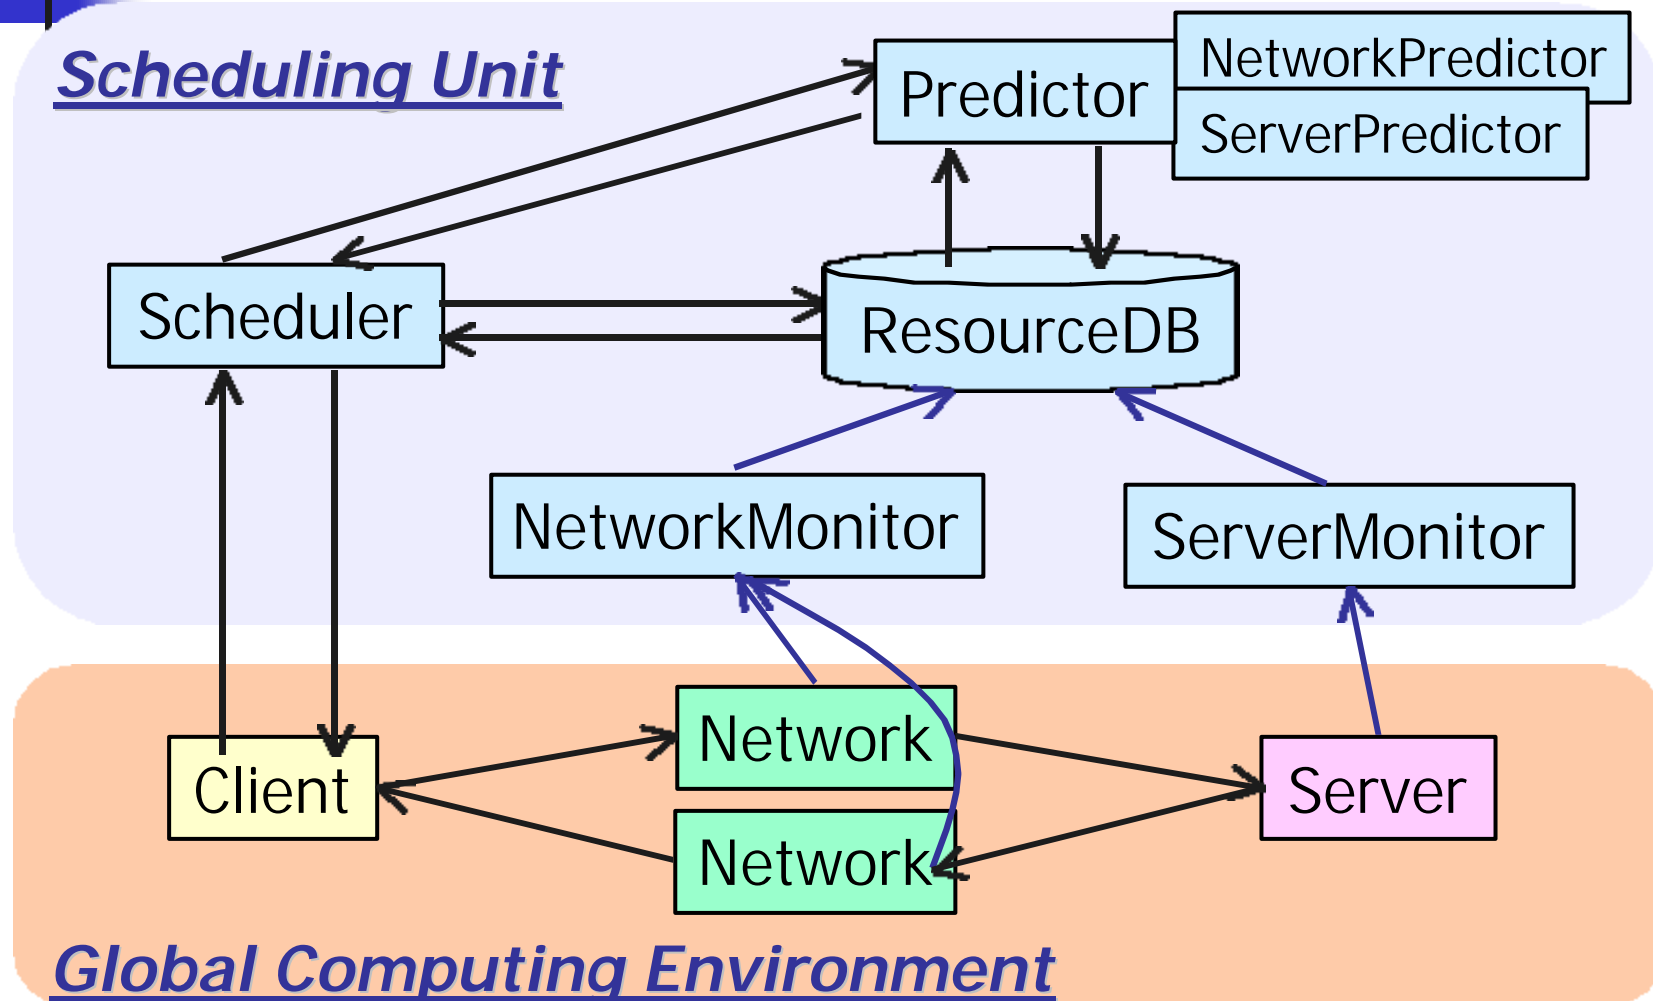 Scheduling Unit
NetworkPredictor
Predictor
ServerPredictor
Scheduler
ResourceDB
NetworkMonitor
ServerMonitor
Network
Client
Server
Network
Global Computing Environment